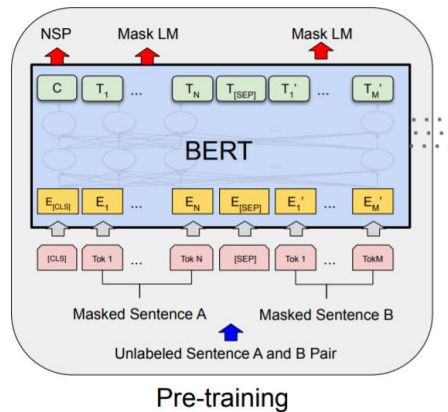 NSP Mask LM Mask LM
C T1 ... TN T[SEP] T1' ... TM'
BERT
E[CLS] E1 ... EN E[SEP] E1' ... EM'
[CLS] Tok 1 ... Tok N [SEP] Tok 1 ... TokM
Masked Sentence A Masked Sentence B
Unlabeled Sentence A and B Pair
Pre-training